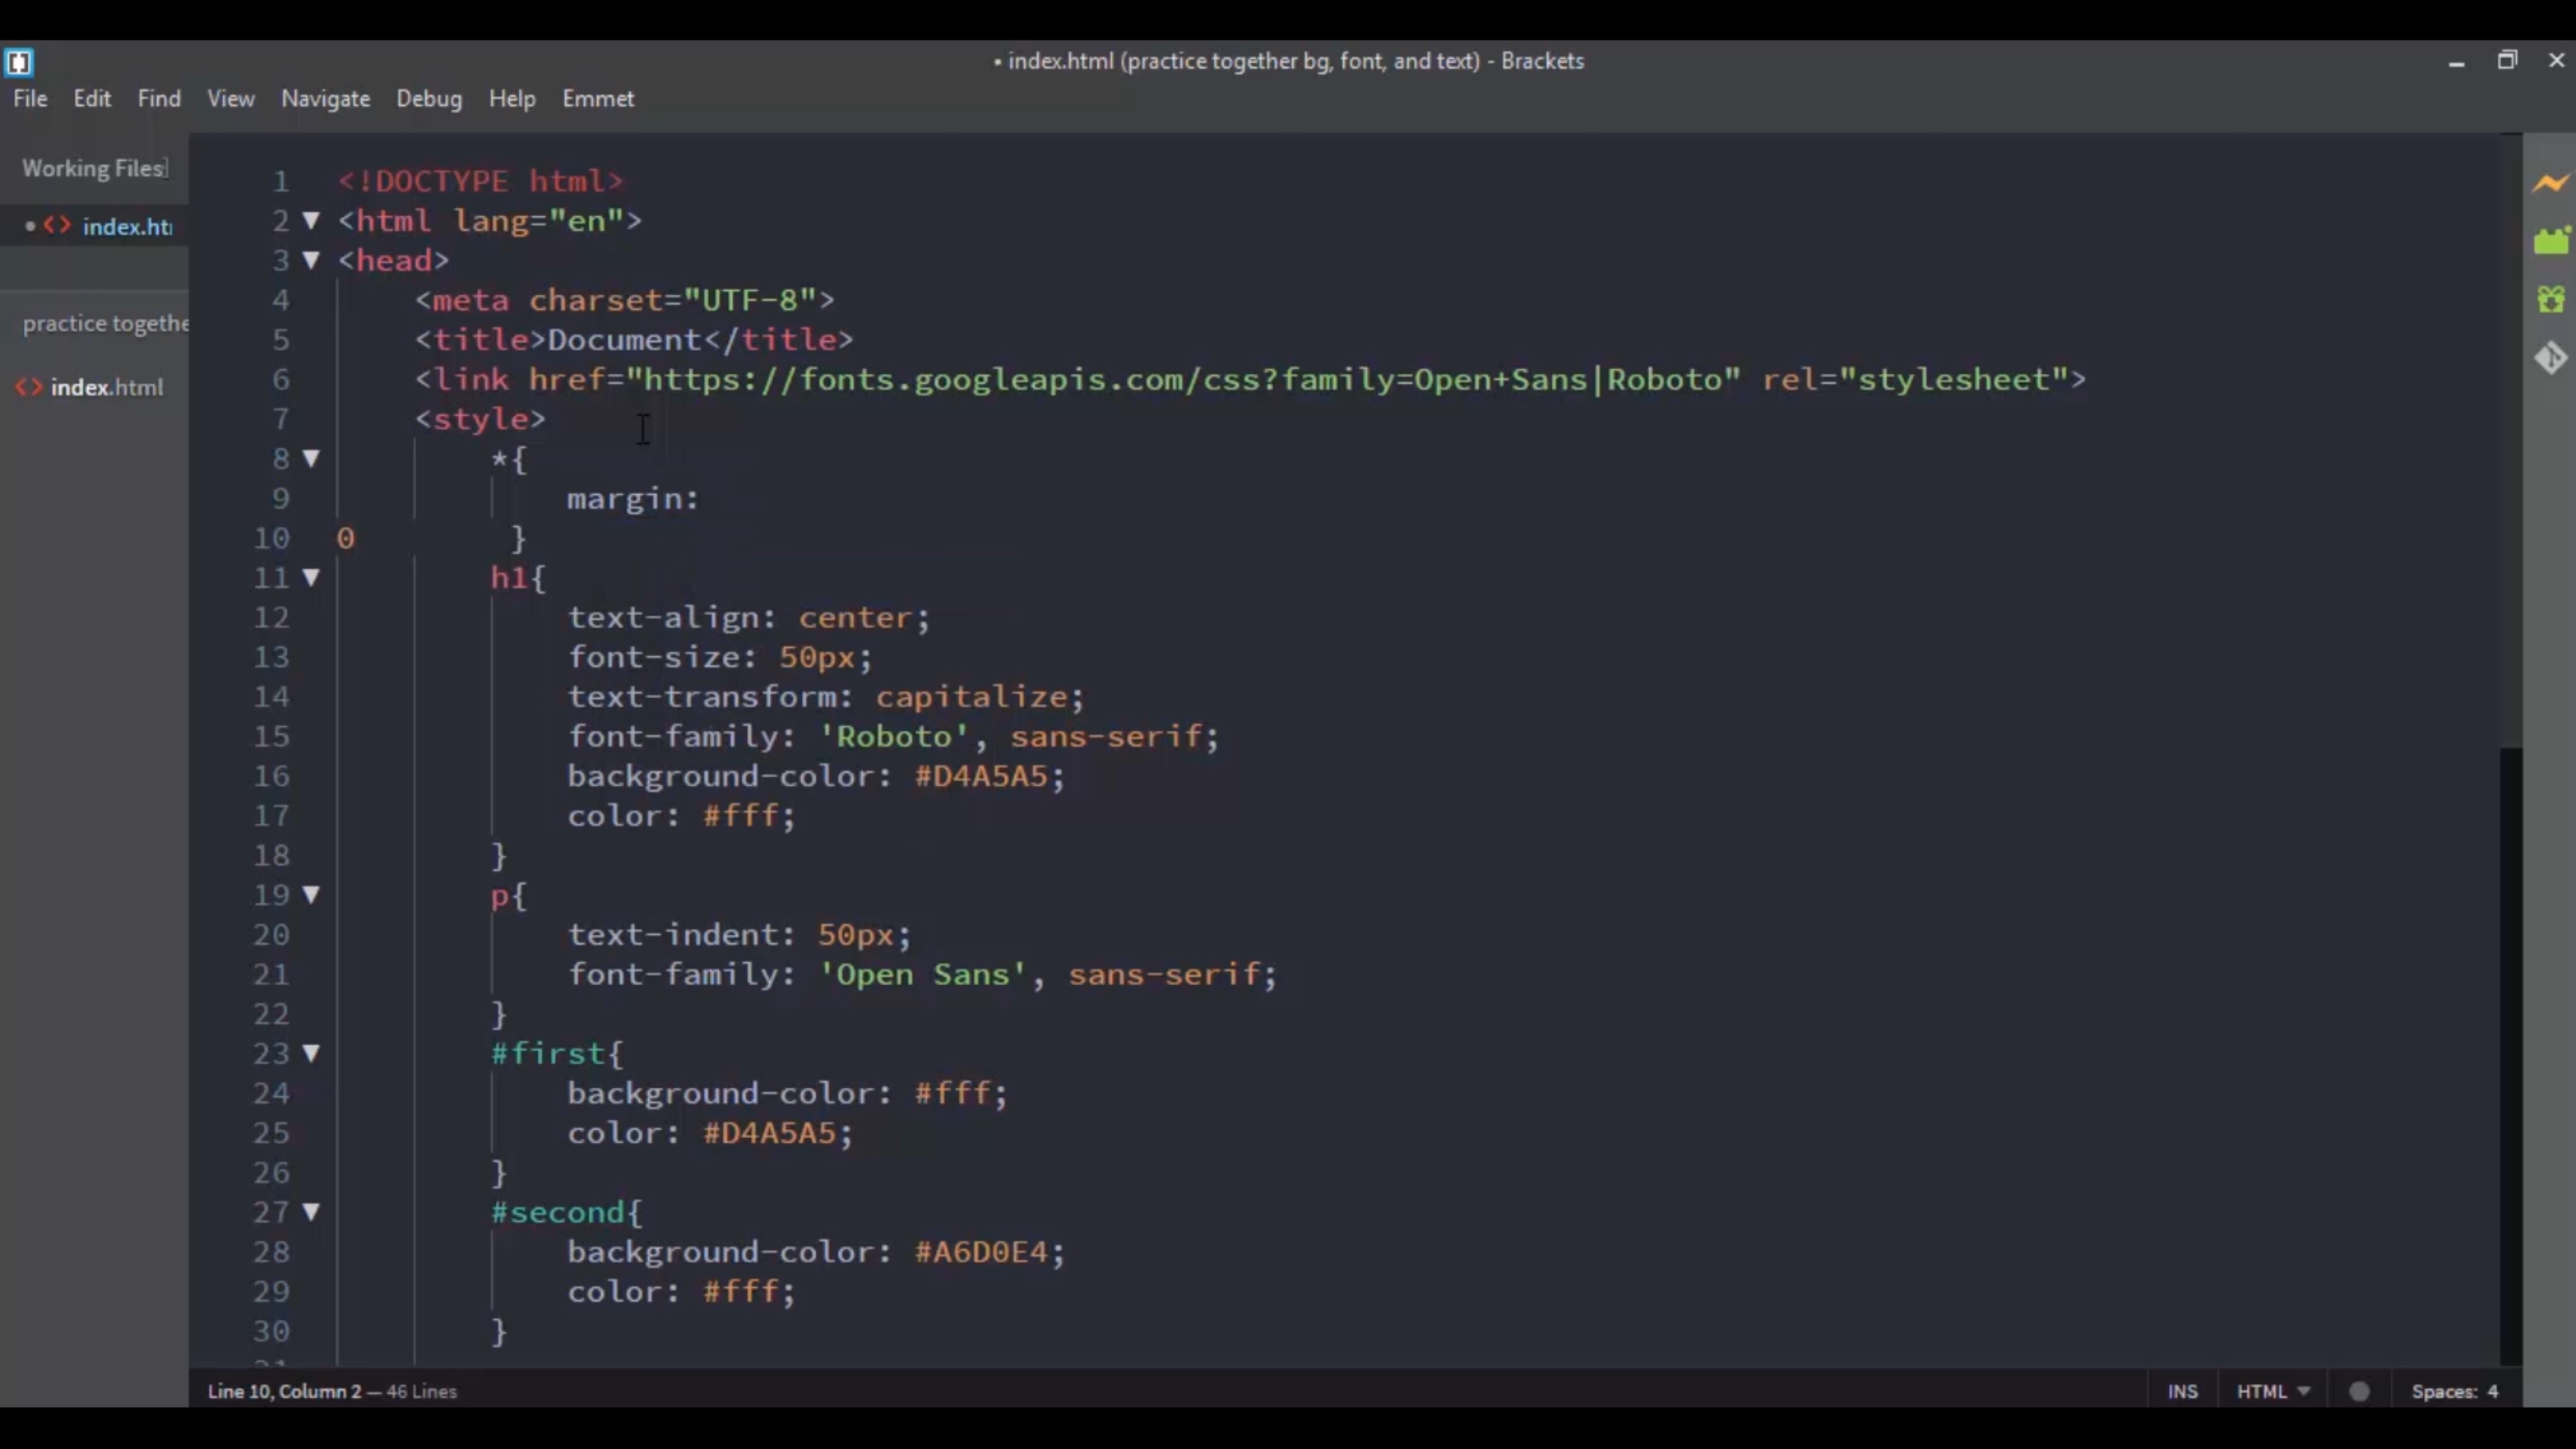 • index.html (practice together bg, font, and text) - Brackets
File Edit Find View Navigate Debug Help Emmet
Working Files
index.ht
practice togethe
index.html
1 <!DOCTYPE html>
2 <html lang="en">
3 <head>
4 <meta charset="UTF-8">
5 <title>Document</title>
6 <link href="https://fonts.googleapis.com/css?family=Open+Sans|Roboto" rel="stylesheet">
7 <style>
8 *{
9 margin:
10 0 }
11 h1{
12 text-align: center;
13 font-size: 50px;
14 text-transform: capitalize;
15 font-family: 'Roboto', sans-serif;
16 background-color: #D4A5A5;
17 color: #fff;
18 }
19 p{
20 text-indent: 50px;
21 font-family: 'Open Sans', sans-serif;
22 }
23 #first{
24 background-color: #fff;
25 color: #D4A5A5;
26 }
27 #second{
28 background-color: #A6D0E4;
29 color: #fff;
30 }
Line 10, Column 2 — 46 Lines
INS HTML Spaces: 4